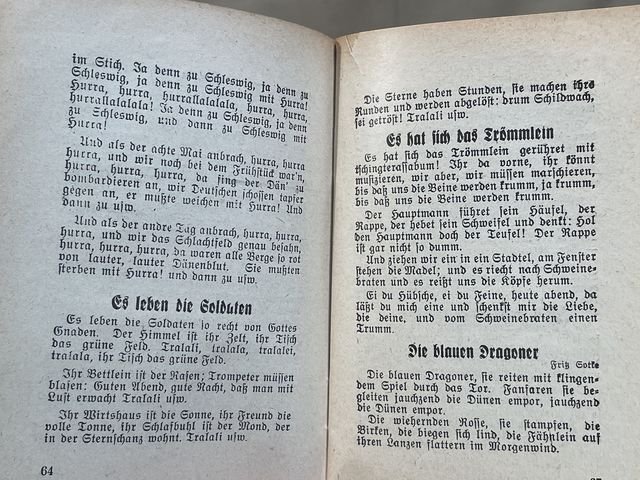 im Stich. Ja denn zu Schleswig, ja denn zu
Schleswig, ja denn zu Schleswig mit Hurra!
Hurra, hurra, hurrallalalala, hurra, hurra,
hurrallalalala! Ja denn zu Schleswig, ja denn
zu Schleswig, und dann zu Schleswig mit
Hurra!
Und als der achte Mai anbrach, hurra, hurra
hurra, und wir noch bei dem Frühstück war'n,
hurra, hurra, hurra, da fing der Dän' zu
bombardieren an, wir Deutschen schossen tapfer
gegen an, er mußte weichen mit Hurra! Und
dann zu usw.
Und als der andre Tag anbrach, hurra, hurra,
hurra, und wir das Schlachtfeld genau besahn,
hurra, hurra, hurra, da waren alle Berge so rot
von lauter, lauter Dänenblut. Sie mußten
sterben mit Hurra! und dann zu usw.
Es leben die Soldaten
Es leben die Soldaten so recht von Gottes
Gnaden. Der Himmel ist ihr Zelt, ihr Tisch
das grüne Feld. Tralali, tralala, tralalei,
tralala, ihr Tisch das grüne Feld.
Ihr Bettlein ist der Rasen; Trompeter müssen
blasen: Guten Abend, gute Nacht, daß man mit
Lust erwacht Tralali usw.
Ihr Wirtshaus ist die Sonne, ihr Freund die
volle Tonne, ihr Schlafbuhl ist der Mond, der
in der Sternschanz wohnt. Tralali usw.
64
Die Sterne haben Stunden, sie machen ihre
Runden und werden abgelöst: drum Schildwach,
sei getröst! Tralali usw.
Es hat sich das Trömmlein
Es hat sich das Trömmlein gerühret mit
tschingterassabum! Ihr da vorne, ihr könnt
musizieren, wir aber, wir müssen marschieren,
bis daß uns die Beine werden krumm, ja krumm,
bis daß uns die Beine werden krumm.
Der Hauptmann führet sein Häufel, der
Rappe, der hebet sein Schweifel und denkt: Hol
den Hauptmann doch der Teufel! Der Rappe
ist gar nicht so dumm.
Und ziehen wir ein in ein Stadtel, am Fenster
stehen die Madel; und es riecht nach Schweine-
braten und es reißt uns die Köpfe herum.
Ei du Hübsche, ei du Feine, heute abend, da
läßt du mich eine und schenkst mir die Liebe,
die deine, und vom Schweinebraten einen
Trumm.
Die blauen Dragoner
Fritz Sotke
Die blauen Dragoner, sie reiten mit klingen-
dem Spiel durch das Tor. Fanfaren sie be-
gleiten jauchzend die Dünen empor, jauchzend
die Dünen empor.
Die wiehernden Rosse, sie stampfen, die
Birken, die biegen sich lind, die Fähnlein auf
ihren Lanzen flattern im Morgenwind.